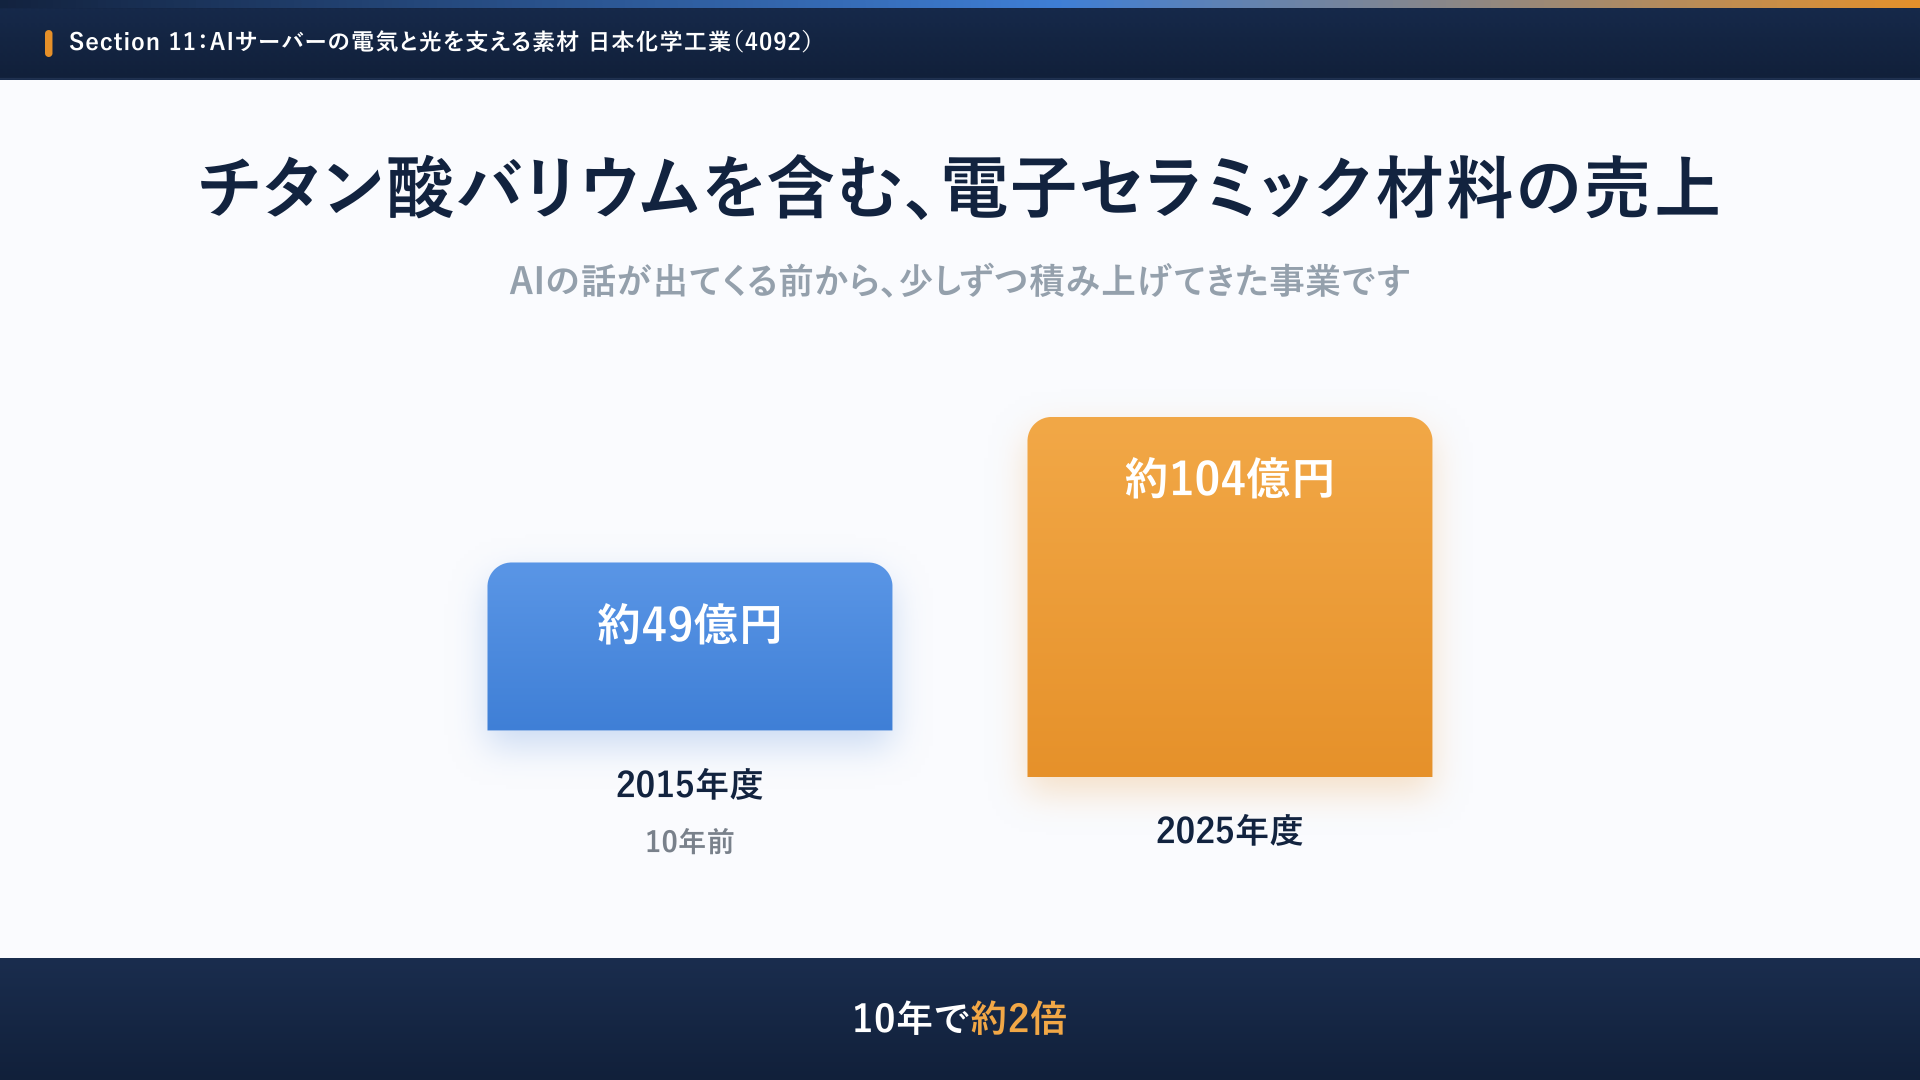 Section 11：AIサーバーの電気と光を支える素材 日本化学工業（4092）
チタン酸バリウムを含む、電子セラミック材料の売上
AIの話が出てくる前から、少しずつ積み上げてきた事業です
約49億円
2015年度
10年前
約104億円
2025年度
10年で約2倍